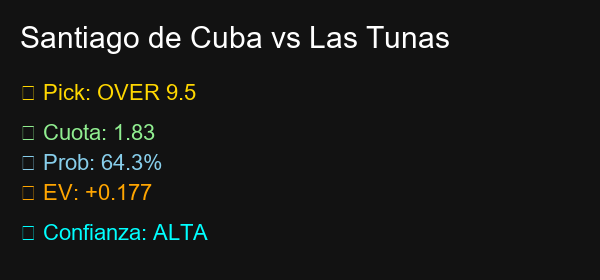 Santiago de Cuba vs Las Tunas
Pick: OVER 9.5
Cuota: 1.83
Prob: 64.3%
EV: +0.177
Confianza: ALTA